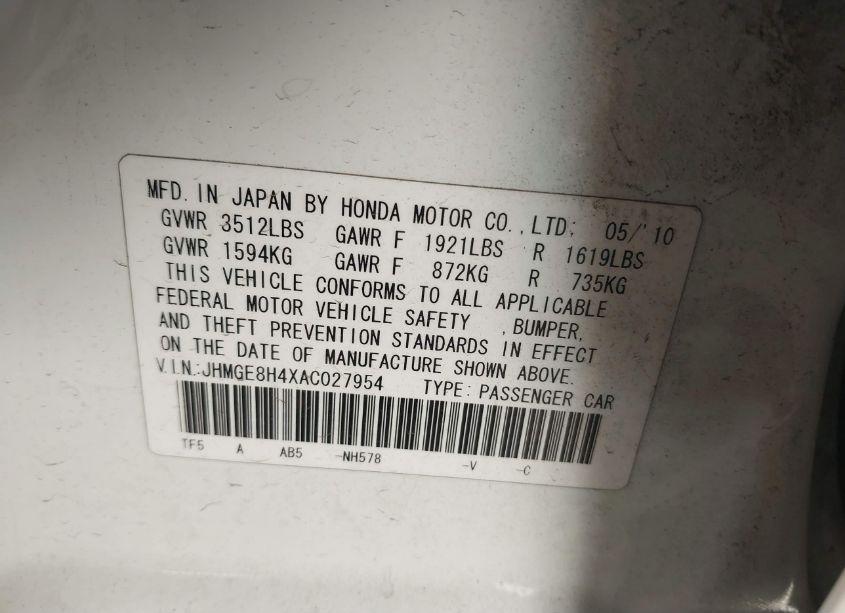 MFD. IN JAPAN BY HONDA MOTOR CO.,LTD; 05/'10
GVWR 3512LBS GAWR F 1921LBS R 1619LBS
GVWR 1594KG GAWR F 872KG R 735KG
THIS VEHICLE CONFORMS TO ALL APPLICABLE
FEDERAL MOTOR VEHICLE SAFETY ,BUMPER,
AND THEFT PREVENTION STANDARDS IN EFFECT
ON THE DATE OF MANUFACTURE SHOWN ABOVE.
V.I.N.:JHMGE8H4XAC027954 TYPE:PASSENGER CAR
TF5 A AB5 -NH578 -V -C